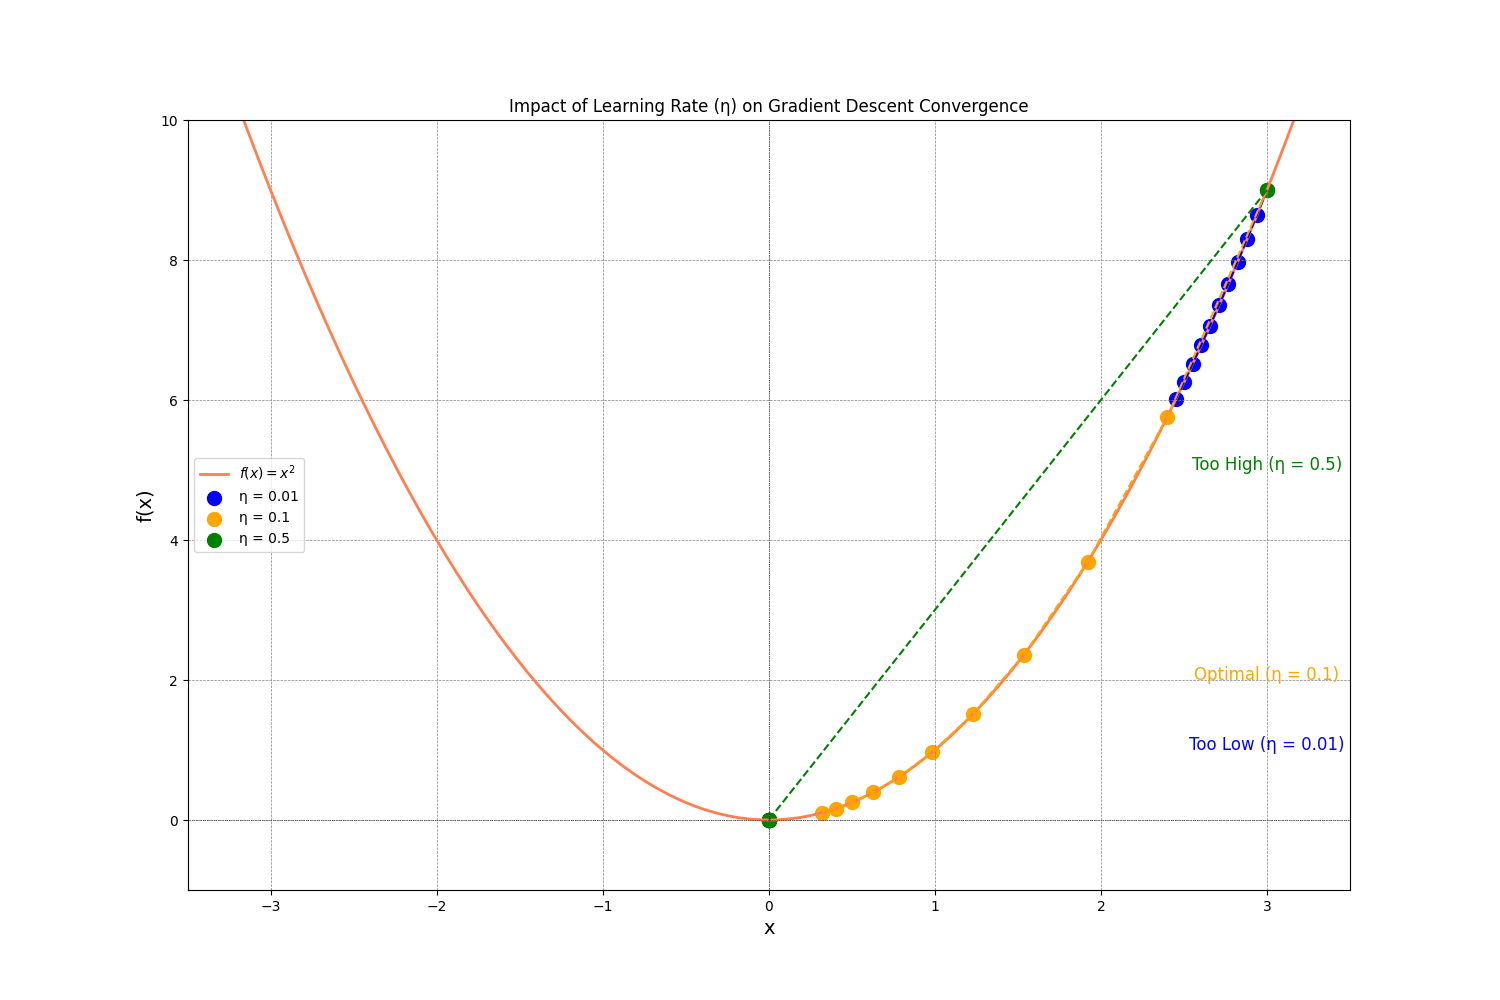 Impact of Learning Rate (η) on Gradient Descent Convergence
10
8
6
4
2
0
f(x)
f(x) = x²
η = 0.01
η = 0.1
η = 0.5
Too High (η = 0.5)
Optimal (η = 0.1)
Too Low (η = 0.01)
−3
−2
−1
0
1
2
3
x